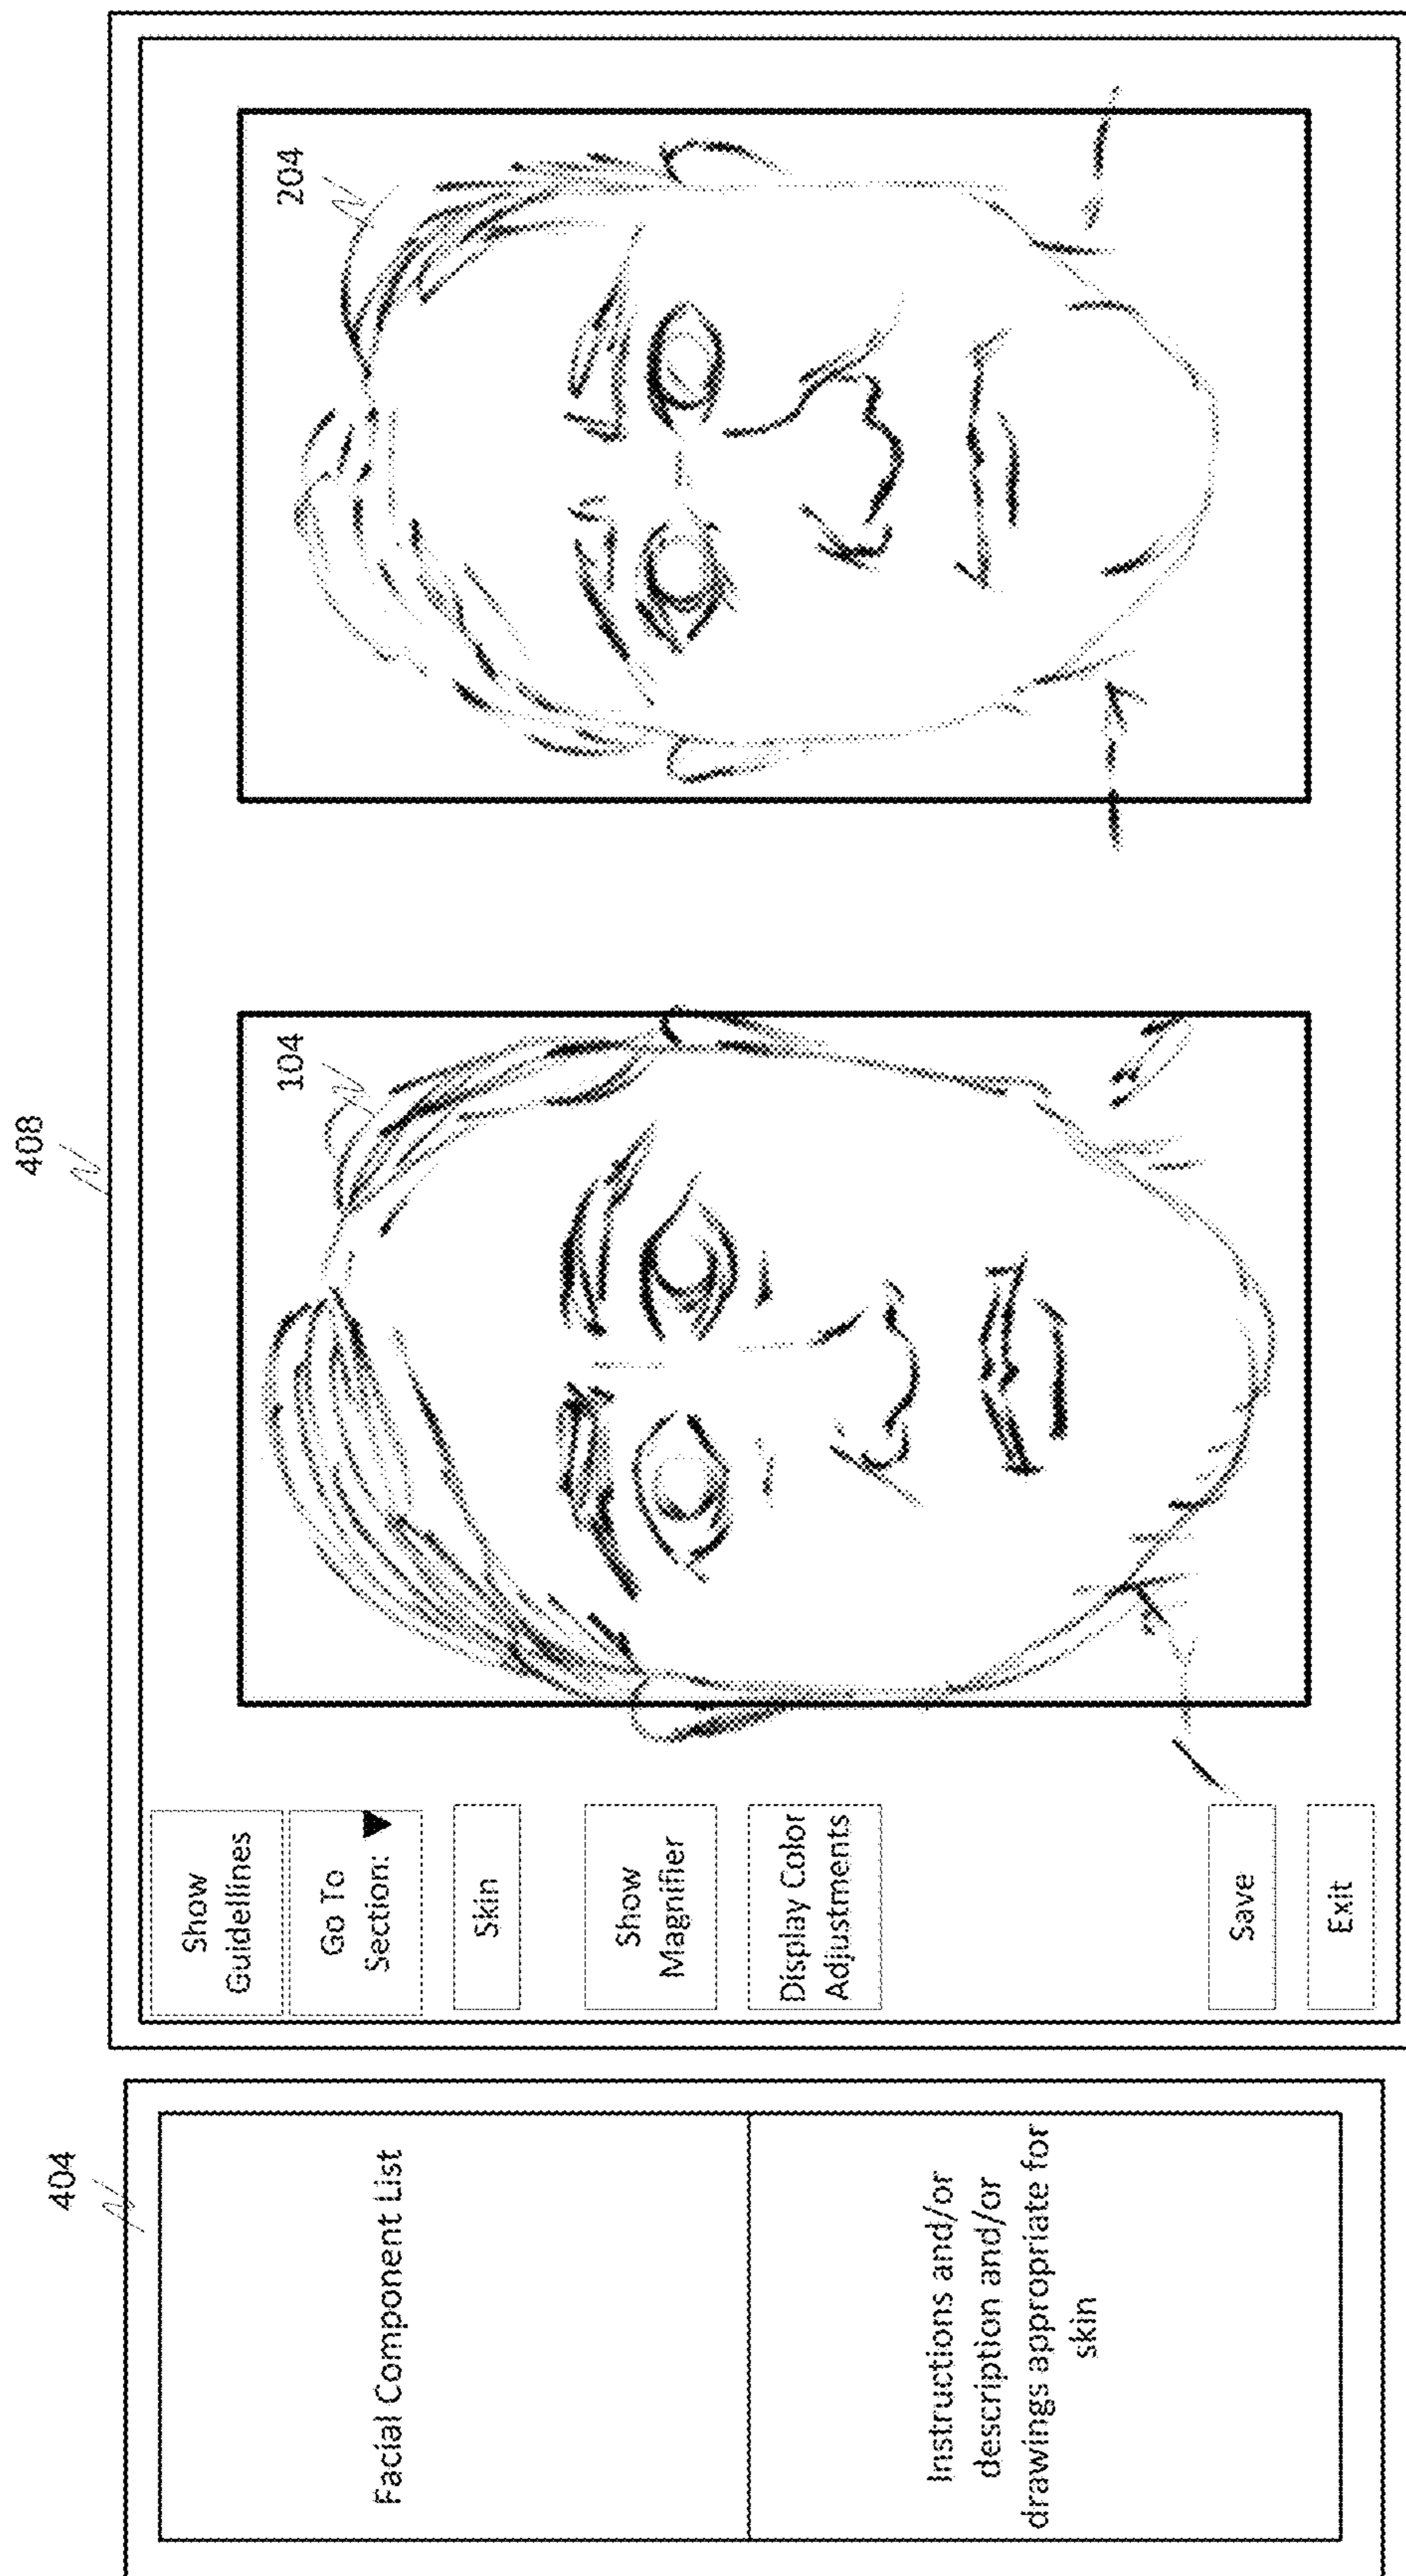 404
Facial Component List
Instructions and/or
description and/or
drawings appropriate for
skin
408
Show
Guidellines
Go To
Section:
Skin
Show
Magnifier
Display Color
Adjustments
Save
Exit
104
204